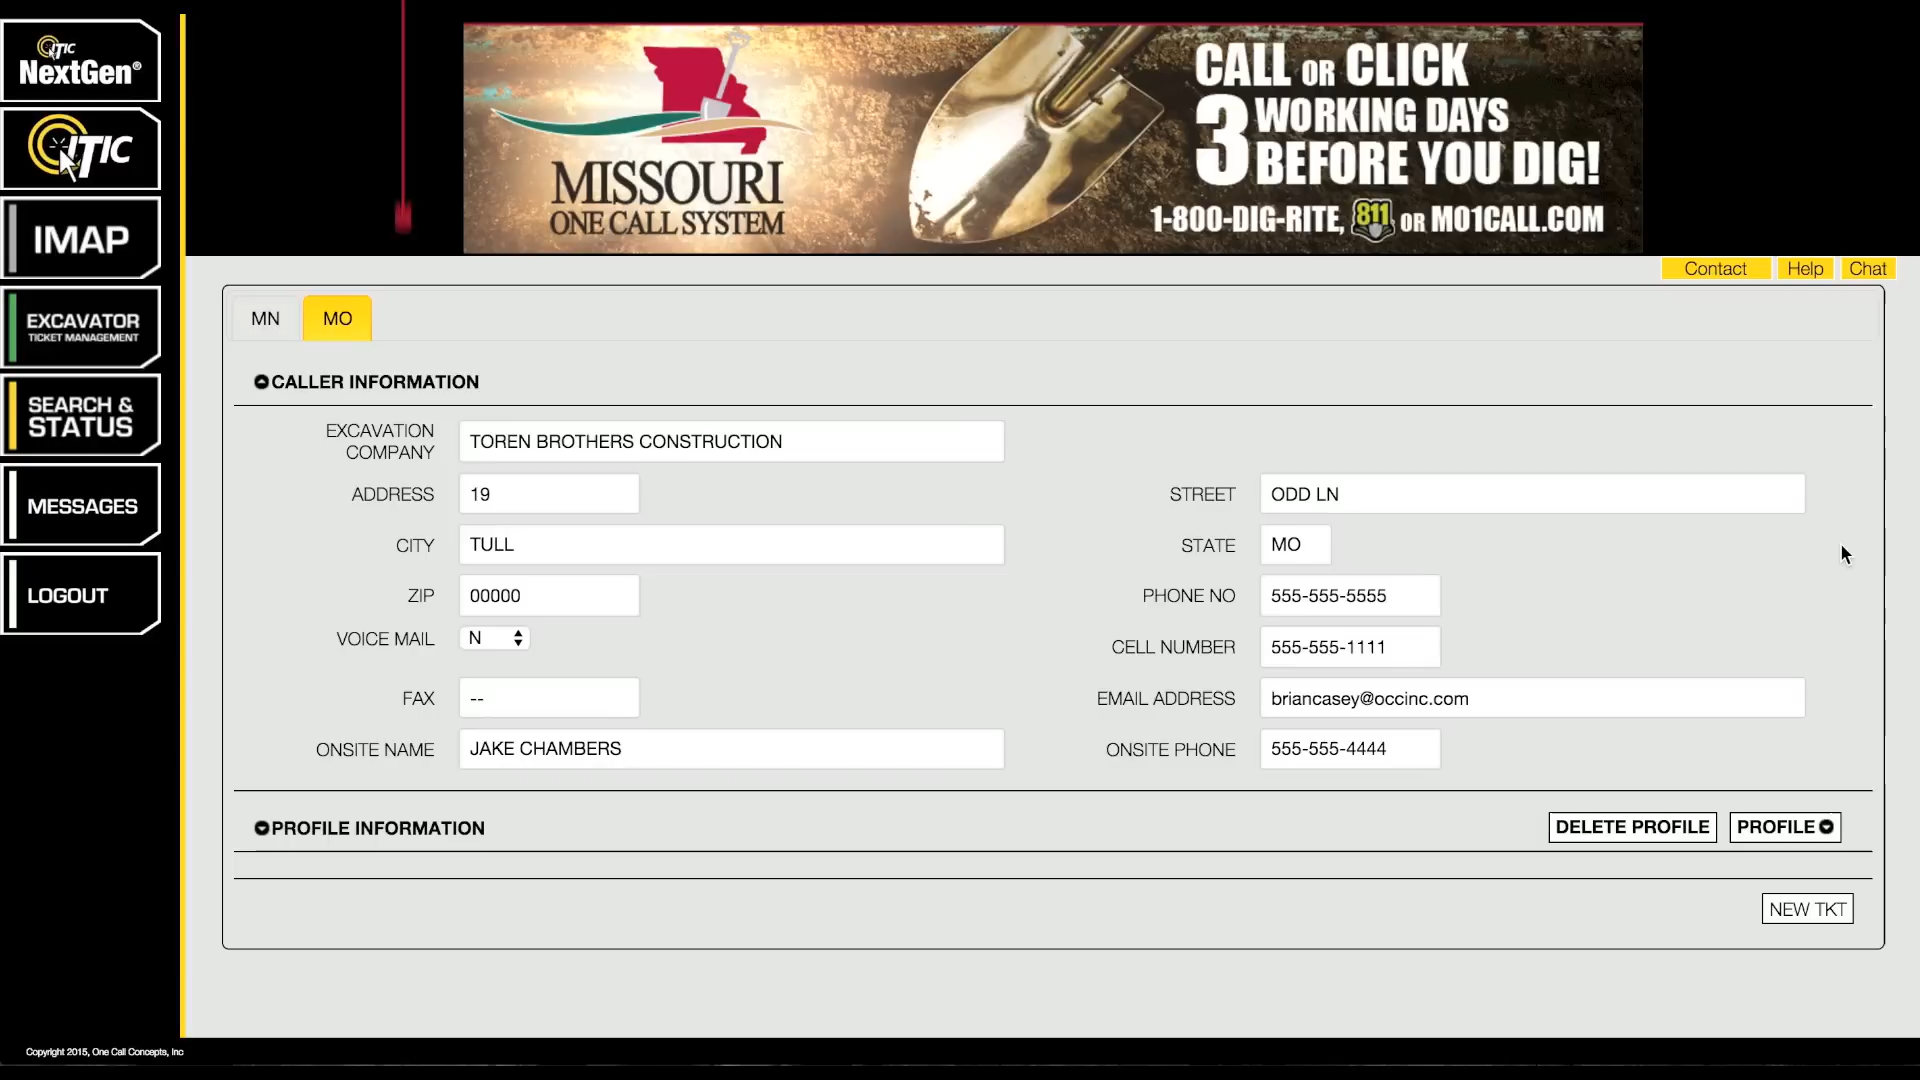 ITIC
NextGen®
ITIC
IMAP
EXCAVATOR
TICKET MANAGEMENT
SEARCH &
STATUS
MESSAGES
LOGOUT
MISSOURI
ONE CALL SYSTEM
CALL OR CLICK
3 WORKING DAYS
BEFORE YOU DIG!
1-800-DIG-RITE, 811 OR MO1CALL.COM
Contact Help Chat
MN MO
CALLER INFORMATION
EXCAVATION
COMPANY TOREN BROTHERS CONSTRUCTION
ADDRESS 19 STREET ODD LN
CITY TULL STATE MO
ZIP 00000 PHONE NO 555-555-5555
VOICE MAIL N CELL NUMBER 555-555-1111
FAX -- EMAIL ADDRESS briancasey@occinc.com
ONSITE NAME JAKE CHAMBERS ONSITE PHONE 555-555-4444
PROFILE INFORMATION DELETE PROFILE PROFILE
NEW TKT
Copyright 2015, One Call Concepts, Inc